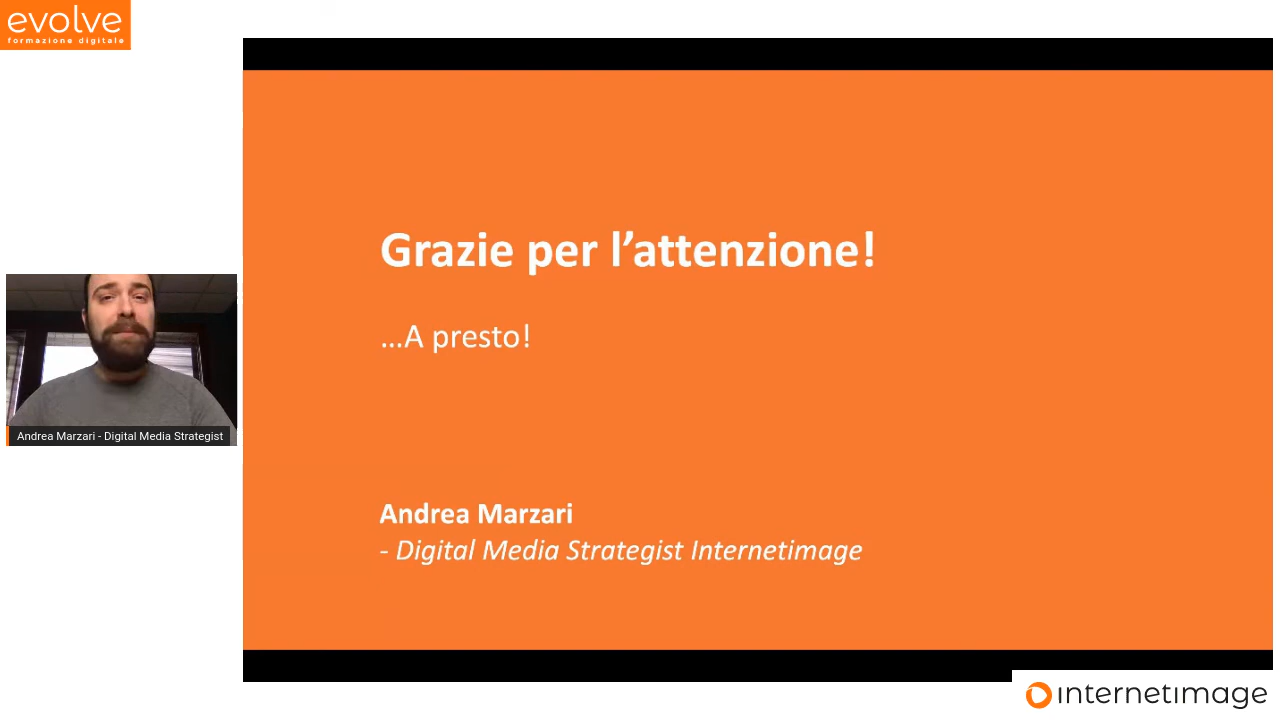 evolve
formazione digitale
Grazie per l’attenzione!
...A presto!
Andrea Marzari - Digital Media Strategist
Andrea Marzari
- Digital Media Strategist Internetimage
internetimage